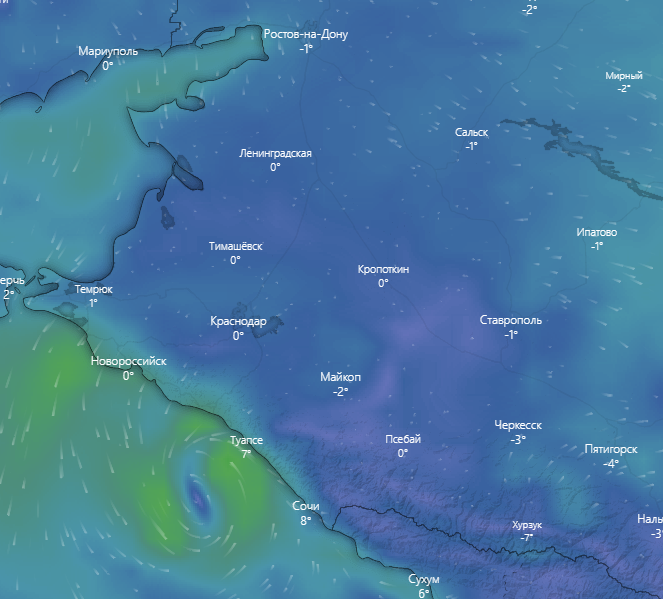 -2°
Ростов-на-Дону
-1°
Мариуполь
0°
Мирный
-2°
Сальск
-1°
Ленинградская
0°
Ипатово
-1°
Тимашёвск
0°
Кропоткин
0°
ерчь
2°
Темрюк
1°
Краснодар
0°
Ставрополь
-1°
Новороссийск
0°
Майкоп
-2°
Черкесск
-3°
Туапсе
7°
Псебай
0°
Пятигорск
-4°
Сочи
8°
Хурзук
-7°
Наль
-3
Сухум
6°